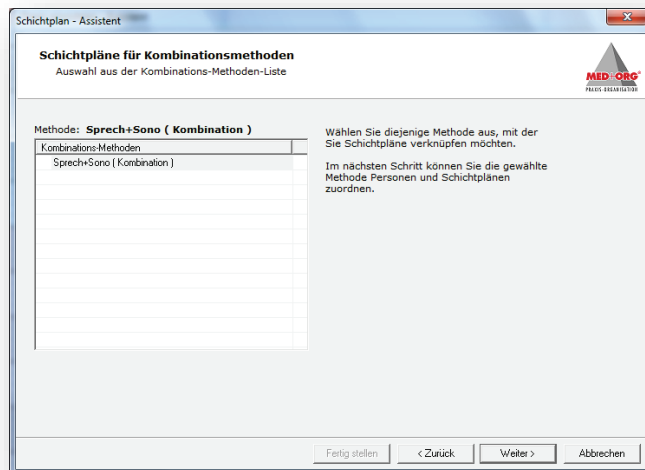 Schichtplan - Assistent
Schichtpläne für Kombinationsmethoden
Auswahl aus der Kombinations-Methoden-Liste
MED+ORG®
PRAXIS-ORGANISATION
Methode: Sprech+Sono ( Kombination )
Kombinations-Methoden
Sprech+Sono ( Kombination )
Wählen Sie diejenige Methode aus, mit der
Sie Schichtpläne verknüpfen möchten.
Im nächsten Schritt können Sie die gewählte
Methode Personen und Schichtplänen
zuordnen.
Fertig stellen
< Zurück
Weiter >
Abbrechen